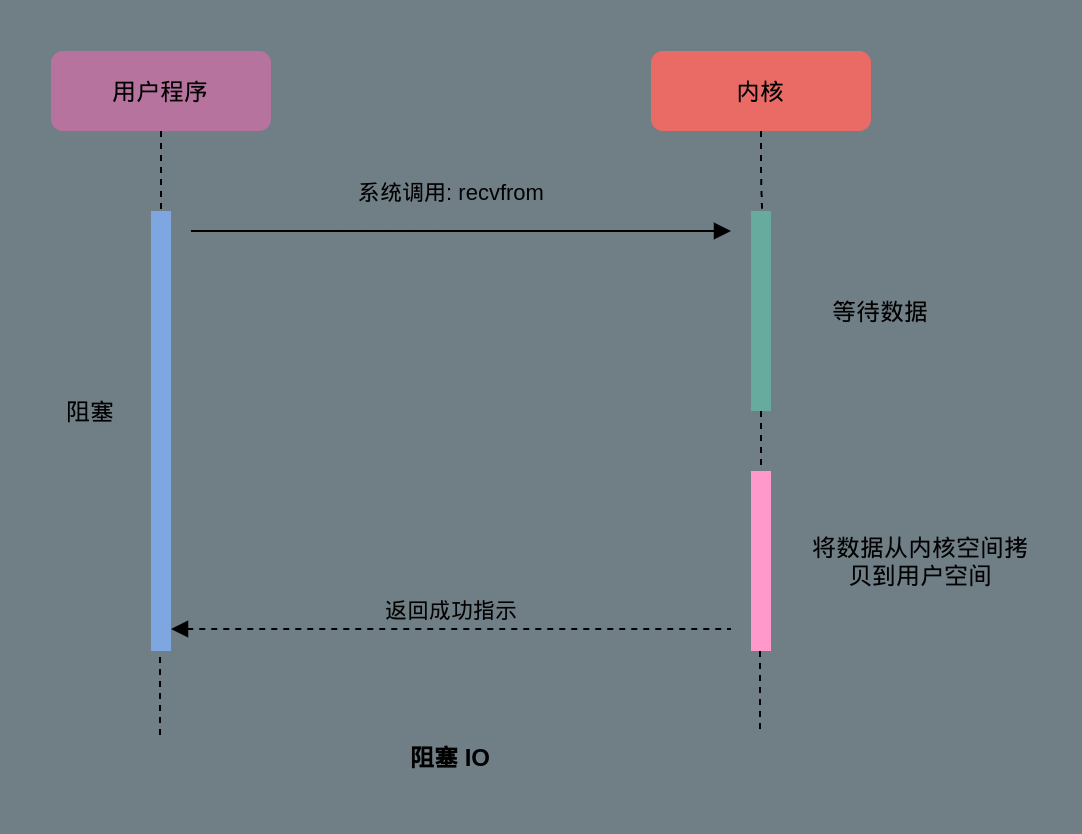 用户程序
内核
系统调用: recvfrom
等待数据
阻塞
将数据从内核空间拷
贝到用户空间
返回成功指示
阻塞 IO